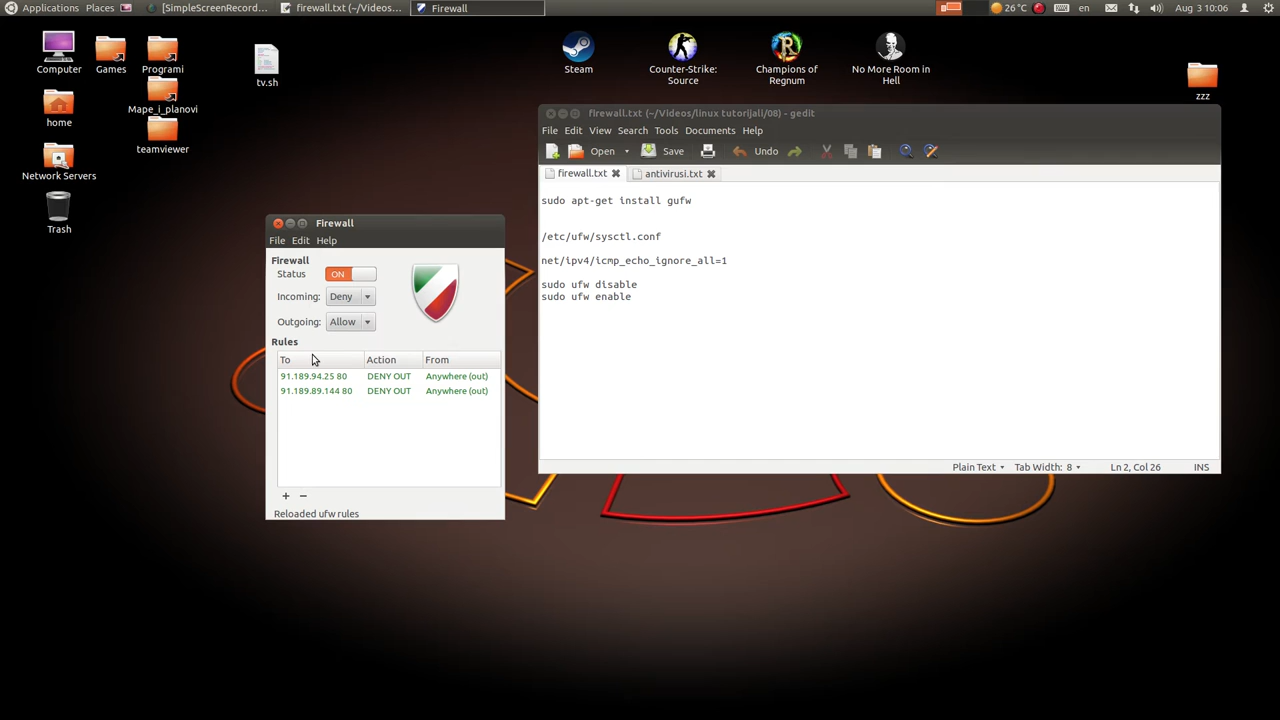 Applications Places [SimpleScreenRecord... firewall.txt (~/Videos... Firewall 26 °C en Aug 3 10:06
Computer
Games
Programi
tv.sh
Steam
Counter-Strike:
Source
Champions of
Regnum
No More Room in
Hell
zzz
home
Mape_i_planovi
teamviewer
Network Servers
Trash
firewall.txt (~/Videos/linux tutorijali/08) - gedit
File Edit View Search Tools Documents Help
Open Save Undo
firewall.txt antivirusi.txt
sudo apt-get install gufw
/etc/ufw/sysctl.conf
net/ipv4/icmp_echo_ignore_all=1
sudo ufw disable
sudo ufw enable
Plain Text Tab Width: 8 Ln 2, Col 26 INS
Firewall
File Edit Help
Firewall
Status ON
Incoming: Deny
Outgoing: Allow
Rules
To Action From
91.189.94.25 80 DENY OUT Anywhere (out)
91.189.89.144 80 DENY OUT Anywhere (out)
Reloaded ufw rules